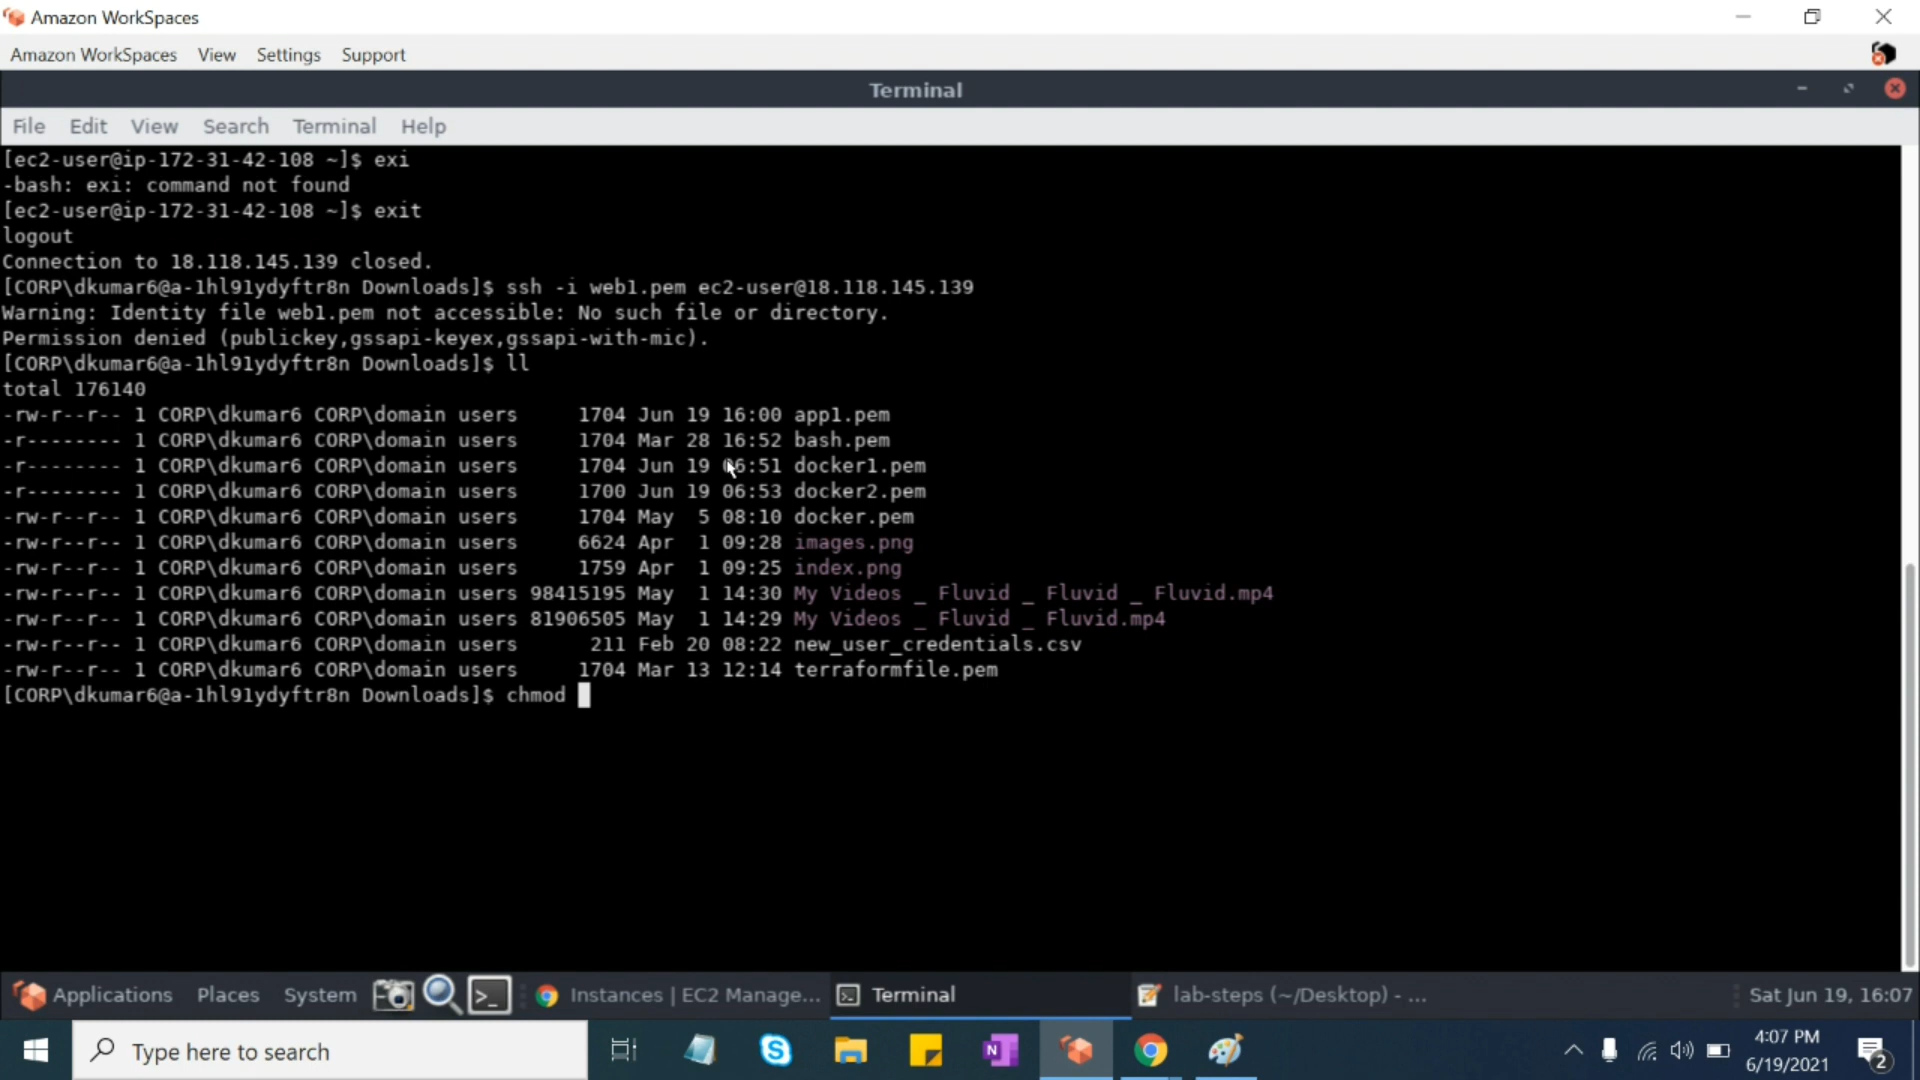 Amazon WorkSpaces
Amazon WorkSpaces View Settings Support
Terminal
File Edit View Search Terminal Help
[ec2-user@ip-172-31-42-108 ~]$ exi
-bash: exi: command not found
[ec2-user@ip-172-31-42-108 ~]$ exit
logout
Connection to 18.118.145.139 closed.
[CORP\dkumar6@a-1hl91ydyftr8n Downloads]$ ssh -i web1.pem ec2-user@18.118.145.139
Warning: Identity file web1.pem not accessible: No such file or directory.
Permission denied (publickey,gssapi-keyex,gssapi-with-mic).
[CORP\dkumar6@a-1hl91ydyftr8n Downloads]$ ll
total 176140
-rw-r--r-- 1 CORP\dkumar6 CORP\domain users 1704 Jun 19 16:00 app1.pem
-r-------- 1 CORP\dkumar6 CORP\domain users 1704 Mar 28 16:52 bash.pem
-r-------- 1 CORP\dkumar6 CORP\domain users 1704 Jun 19 06:51 docker1.pem
-r-------- 1 CORP\dkumar6 CORP\domain users 1700 Jun 19 06:53 docker2.pem
-rw-r--r-- 1 CORP\dkumar6 CORP\domain users 1704 May 5 08:10 docker.pem
-rw-r--r-- 1 CORP\dkumar6 CORP\domain users 6624 Apr 1 09:28 images.png
-rw-r--r-- 1 CORP\dkumar6 CORP\domain users 1759 Apr 1 09:25 index.png
-rw-r--r-- 1 CORP\dkumar6 CORP\domain users 98415195 May 1 14:30 My Videos _ Fluvid _ Fluvid _ Fluvid.mp4
-rw-r--r-- 1 CORP\dkumar6 CORP\domain users 81906505 May 1 14:29 My Videos _ Fluvid _ Fluvid.mp4
-rw-r--r-- 1 CORP\dkumar6 CORP\domain users 211 Feb 20 08:22 new_user_credentials.csv
-rw-r--r-- 1 CORP\dkumar6 CORP\domain users 1704 Mar 13 12:14 terraformfile.pem
[CORP\dkumar6@a-1hl91ydyftr8n Downloads]$ chmod
Applications Places System Instances | EC2 Manage... Terminal lab-steps (~/Desktop) - ... Sat Jun 19, 16:07
Type here to search
4:07 PM
6/19/2021
2